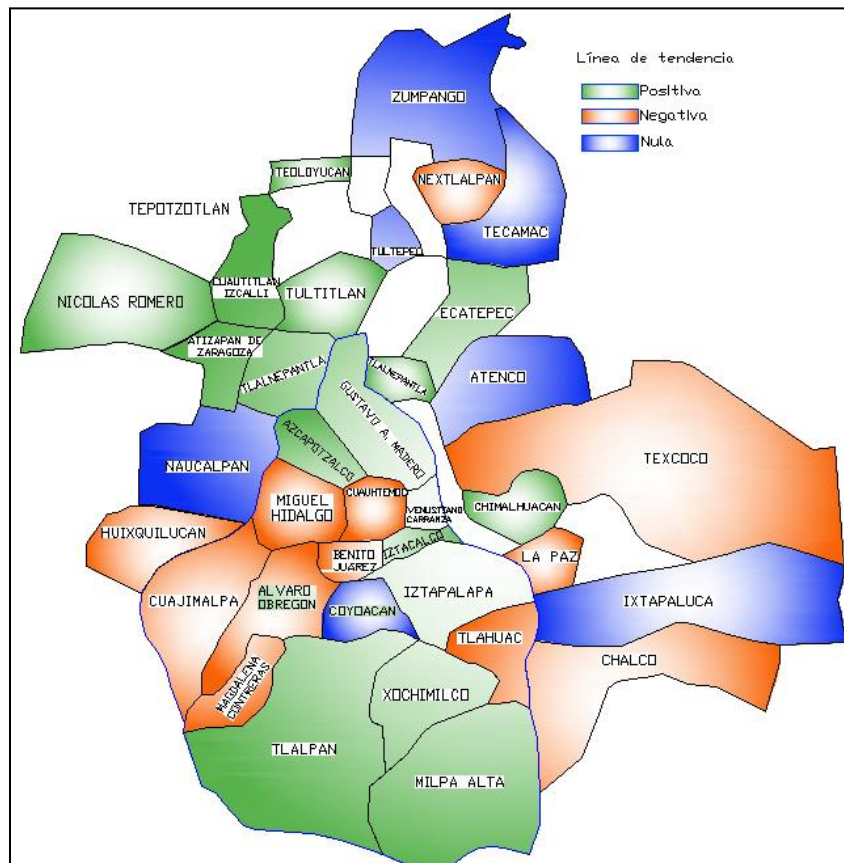 Línea de tendencia
Positiva
Negativa
Nula
ZUMPANGO
TEOLOYUCAN
NEXTLALPAN
TEPOTZOTLAN
TULTEPEC
TECAMAC
NICOLAS ROMERO
CUAUTITLAN
IZCALLI
TULTITLAN
ECATEPEC
ATIZAPAN DE
ZARAGOZA
TLALNEPANTLA
TLALNEPANTLA
ATENCO
GUSTAVO A. MADERO
AZCAPOTZALCO
NAUCALPAN
TEXCOCO
MIGUEL
HIDALGO
CUAUHTEMOC
VENUSTIANO
CARRANZA
CHIMALHUACAN
HUIXQUILUCAN
BENITO
JUAREZ
IZTACALCO
LA PAZ
CUAJIMALPA
ALVARO
OBREGON
COYOACAN
IZTAPALAPA
IXTAPALUCA
TLAHUAC
CHALCO
MAGDALENA
CONTRERAS
XOCHIMILCO
TLALPAN
MILPA ALTA